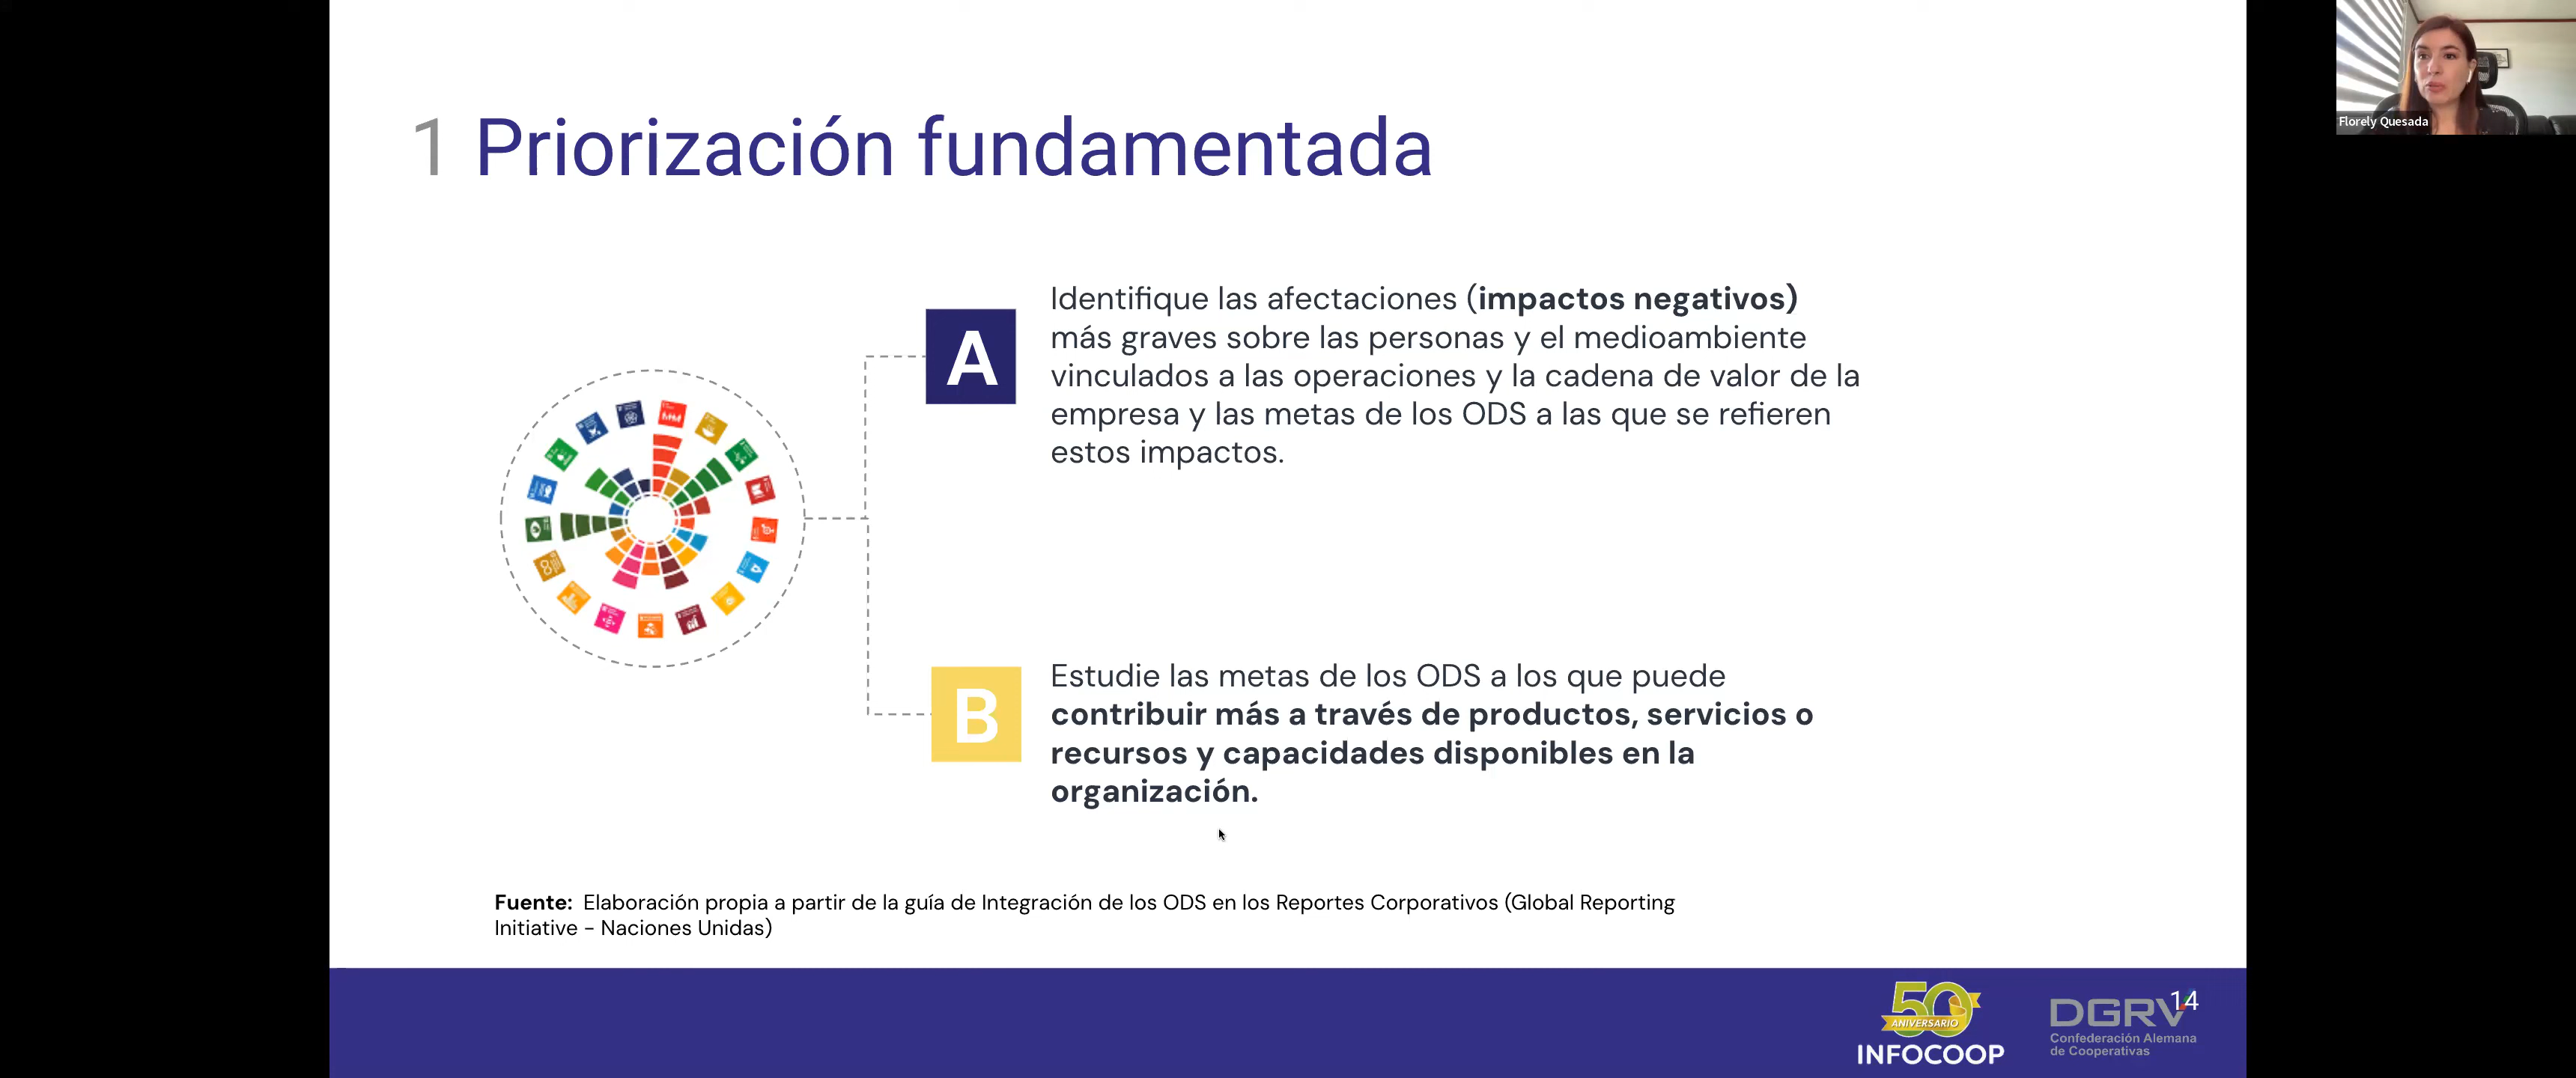 1 Priorización fundamentada
Florely Quesada
A
Identifique las afectaciones (impactos negativos)
más graves sobre las personas y el medioambiente
vinculados a las operaciones y la cadena de valor de la
empresa y las metas de los ODS a las que se refieren
estos impactos.
B
Estudie las metas de los ODS a los que puede
contribuir más a través de productos, servicios o
recursos y capacidades disponibles en la
organización.
Fuente: Elaboración propia a partir de la guía de Integración de los ODS en los Reportes Corporativos (Global Reporting
Initiative - Naciones Unidas)
50
ANIVERSARIO
INFOCOOP
DGRV
14
Confederación Alemana
de Cooperativas